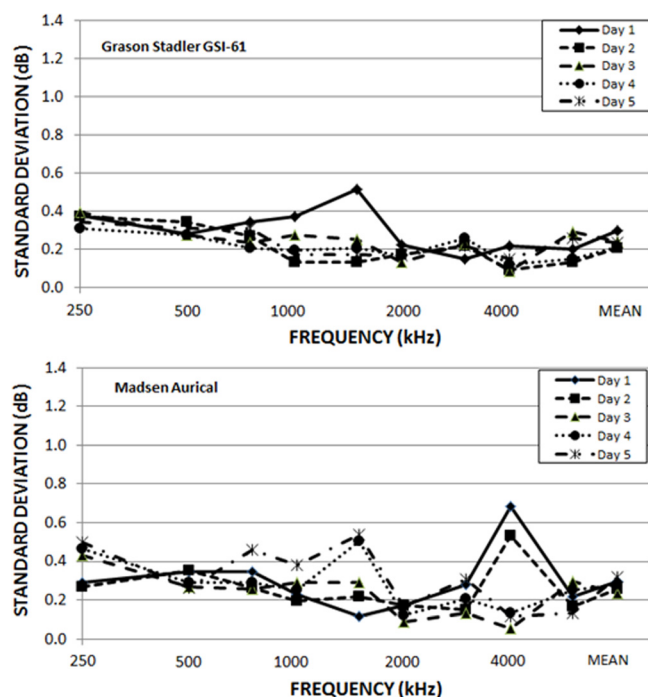 Grason Stadler GSI-61
Day 1
Day 2
Day 3
Day 4
Day 5
STANDARD DEVIATION (dB)
1.4
1.2
1.0
0.8
0.6
0.4
0.2
0.0
250 500 1000 2000 4000 MEAN
FREQUENCY (kHz)
Madsen Aurical
Day 1
Day 2
Day 3
Day 4
Day 5
STANDARD DEVIATION (dB)
1.4
1.2
1.0
0.8
0.6
0.4
0.2
0.0
250 500 1000 2000 4000 MEAN
FREQUENCY (kHz)